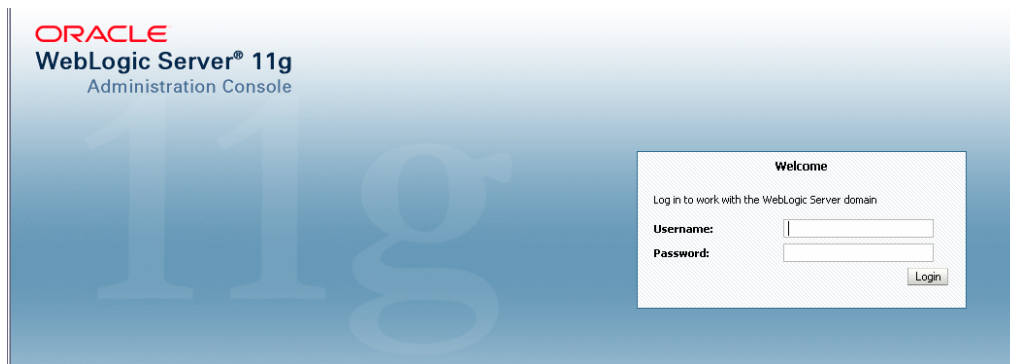 ORACLE
WebLogic Server® 11g
Administration Console
11g
Welcome
Log in to work with the WebLogic Server domain
Username:
Password:
Login